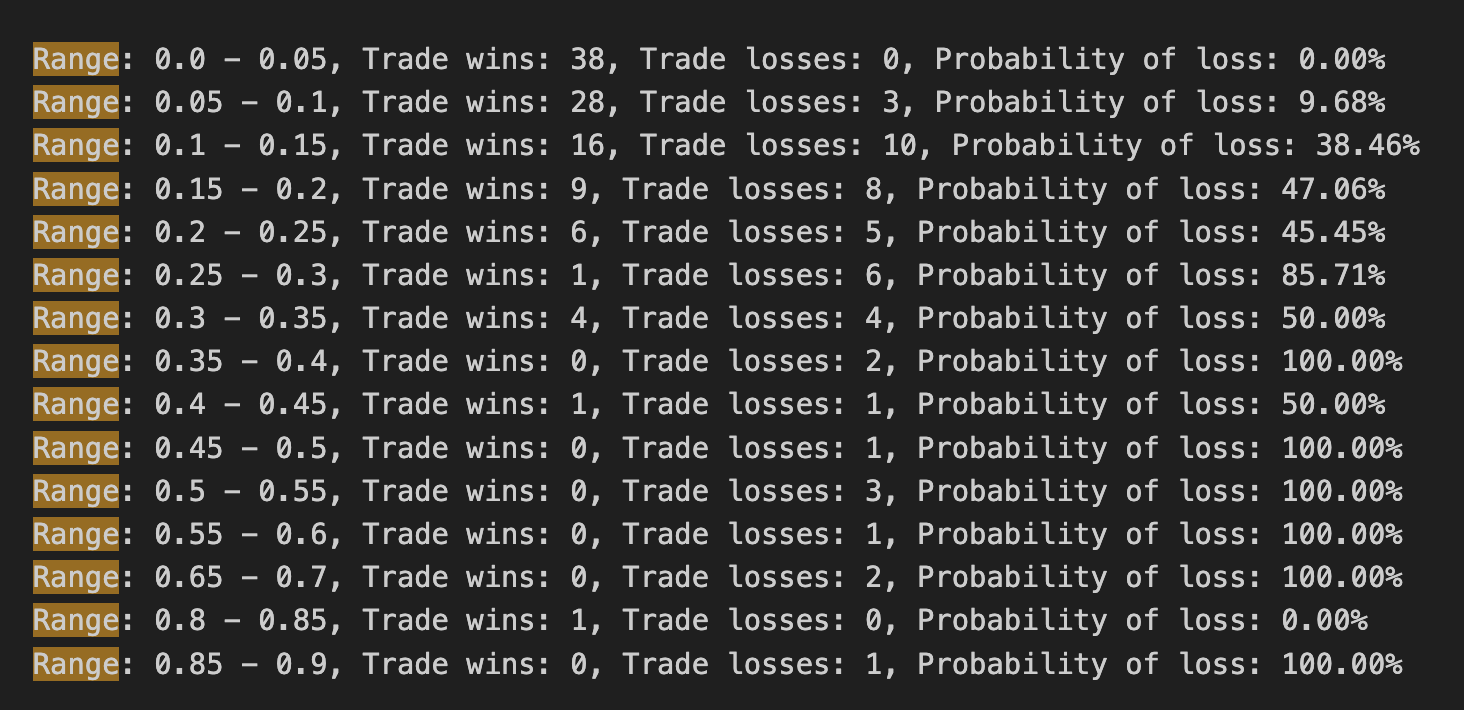 Range: 0.0 - 0.05, Trade wins: 38, Trade losses: 0, Probability of loss: 0.00%
Range: 0.05 - 0.1, Trade wins: 28, Trade losses: 3, Probability of loss: 9.68%
Range: 0.1 - 0.15, Trade wins: 16, Trade losses: 10, Probability of loss: 38.46%
Range: 0.15 - 0.2, Trade wins: 9, Trade losses: 8, Probability of loss: 47.06%
Range: 0.2 - 0.25, Trade wins: 6, Trade losses: 5, Probability of loss: 45.45%
Range: 0.25 - 0.3, Trade wins: 1, Trade losses: 6, Probability of loss: 85.71%
Range: 0.3 - 0.35, Trade wins: 4, Trade losses: 4, Probability of loss: 50.00%
Range: 0.35 - 0.4, Trade wins: 0, Trade losses: 2, Probability of loss: 100.00%
Range: 0.4 - 0.45, Trade wins: 1, Trade losses: 1, Probability of loss: 50.00%
Range: 0.45 - 0.5, Trade wins: 0, Trade losses: 1, Probability of loss: 100.00%
Range: 0.5 - 0.55, Trade wins: 0, Trade losses: 3, Probability of loss: 100.00%
Range: 0.55 - 0.6, Trade wins: 0, Trade losses: 1, Probability of loss: 100.00%
Range: 0.65 - 0.7, Trade wins: 0, Trade losses: 2, Probability of loss: 100.00%
Range: 0.8 - 0.85, Trade wins: 1, Trade losses: 0, Probability of loss: 0.00%
Range: 0.85 - 0.9, Trade wins: 0, Trade losses: 1, Probability of loss: 100.00%